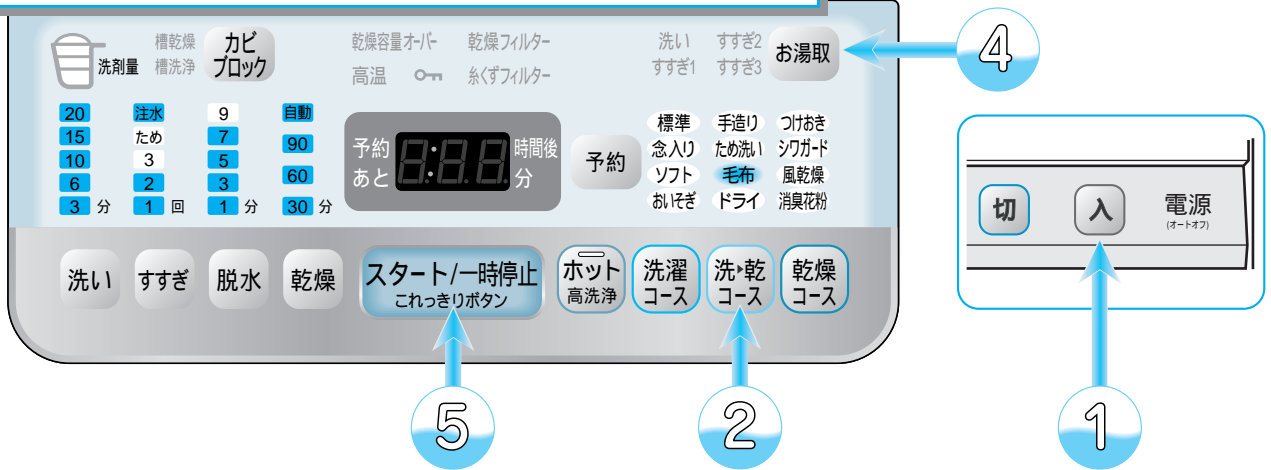 洗剤量
槽乾燥
槽洗浄
カビ
ブロック
乾燥容量オーバー
乾燥フィルター
高温
糸くずフィルター
洗い
すすぎ2
すすぎ1
すすぎ3
お湯取
4
20
注水
9
自動
15
ため
7
90
10
3
5
60
6
2
3
30 分
3 分
1 回
1 分
予約
時間後
あと
分
予約
標準
手造り
つけおき
念入り
ため洗い
シワガード
ソフト
毛布
風乾燥
おいそぎ
ドライ
消臭花粉
洗い
すすぎ
脱水
乾燥
スタート/一時停止
これっきりボタン
ホット
高洗浄
洗濯
コース
洗▸乾
コース
乾燥
コース
5
2
切
入
電源
(オートオフ)
1